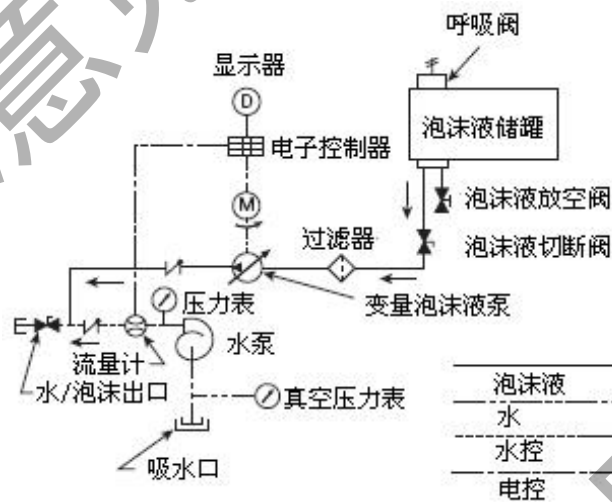 意见
呼吸阀
显示器
D
泡沫液储罐
电子控制器
M
泡沫液放空阀
过滤器
泡沫液切断阀
压力表
变量泡沫液泵
水泵
流量计
水/泡沫出口
真空压力表
泡沫液
水
吸水口
水控
电控